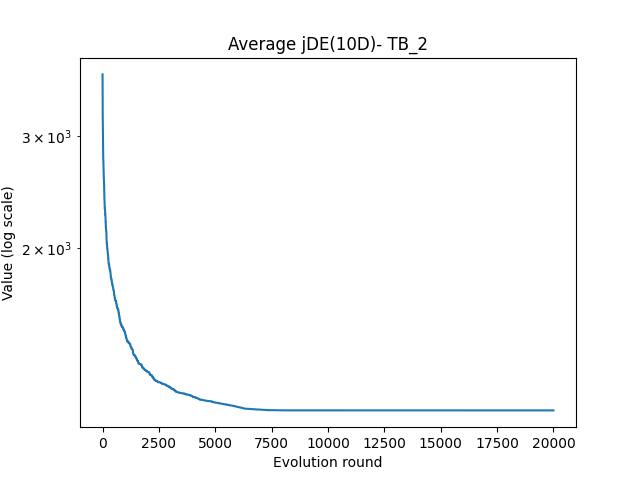 Average jDE(10D)- TB_2
Value (log scale)
3 × 10³
2 × 10³
0 2500 5000 7500 10000 12500 15000 17500 20000
Evolution round